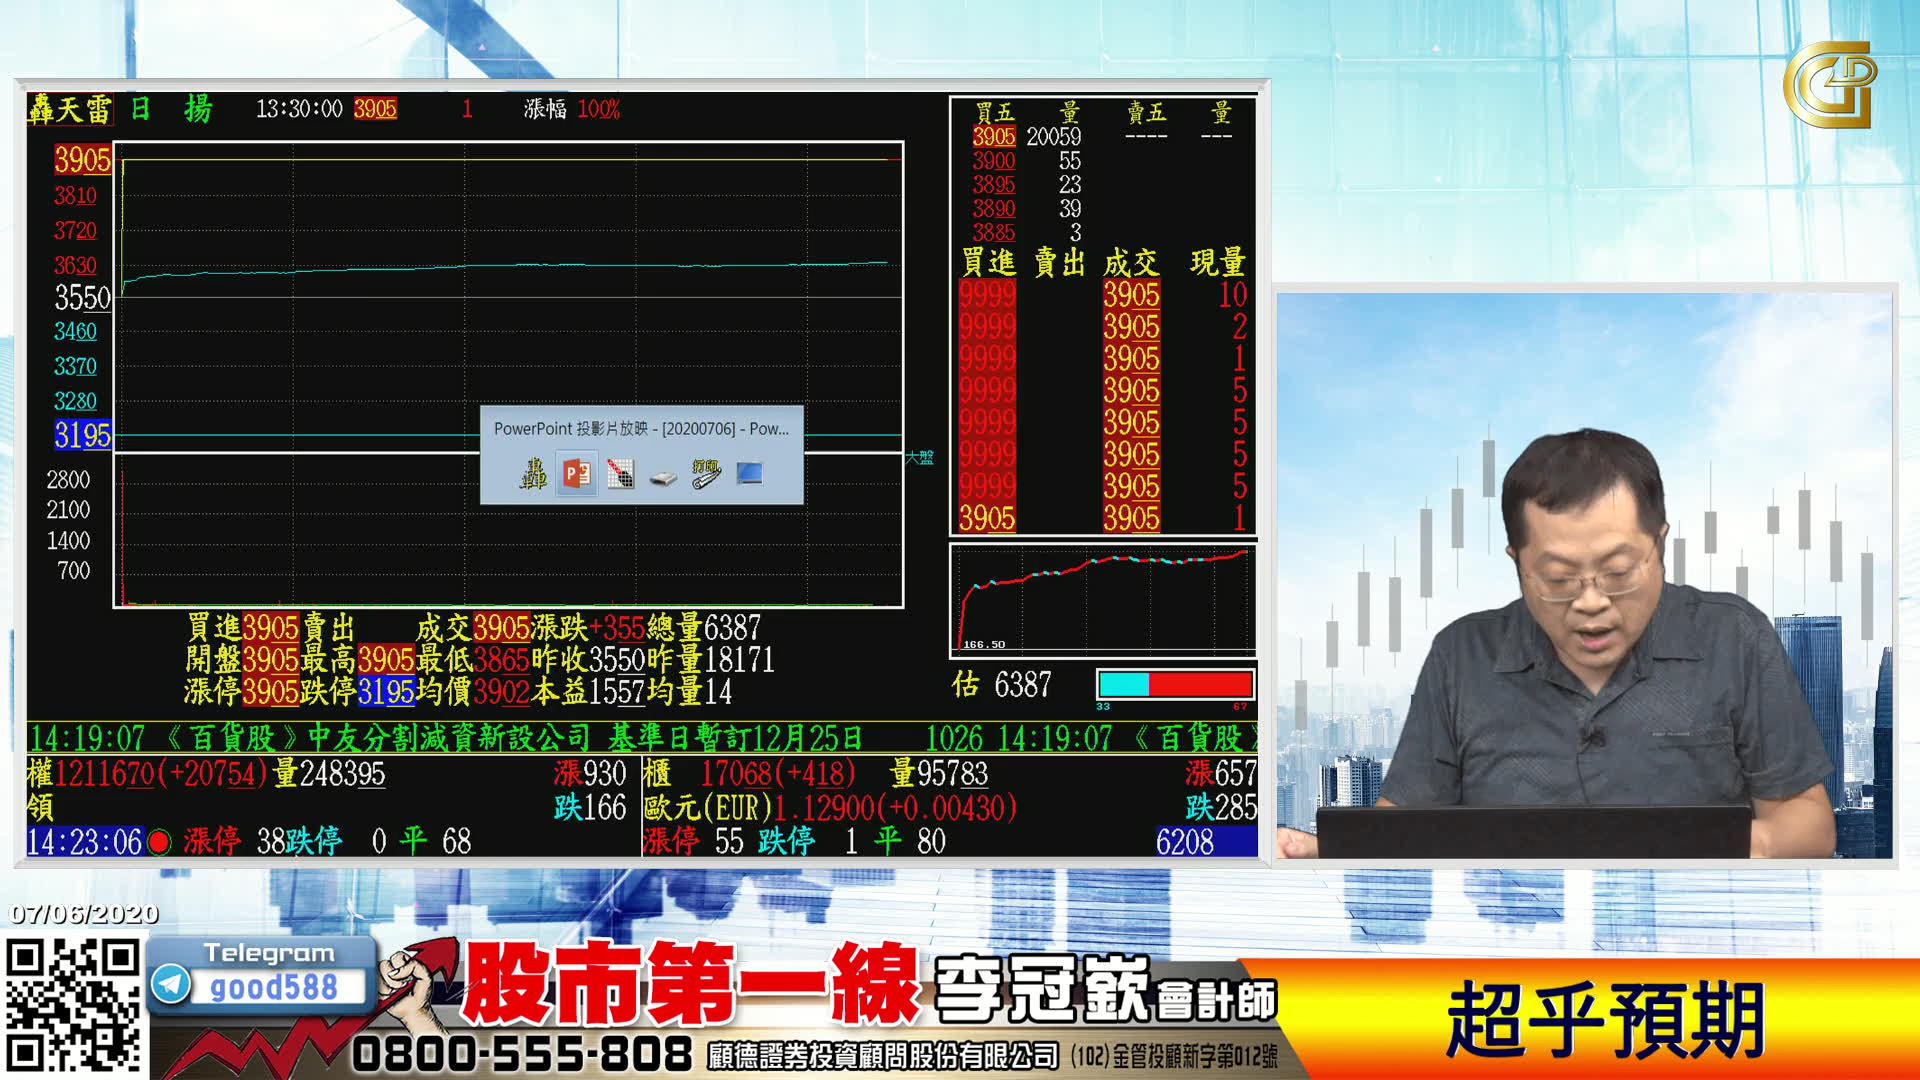 轟天雷 日 揚 13:30:00 3905 1 漲幅 100%
3905
3810
3720
3630
3550
3460
3370
3280
3195
2800
2100
1400
700
大盤
PowerPoint 投影片放映 - [20200706] - Pow...
轟
打印
買五 量 賣五 量
3905 20059 ---- ---
3900 55
3895 23
3890 39
3885 3
買進 賣出 成交 現量
9999 3905 10
9999 3905 2
9999 3905 1
9999 3905 5
9999 3905 5
9999 3905 5
9999 3905 5
3905 3905 1
166.50
估 6387
33 67
買進3905賣出 成交3905漲跌+355總量6387
開盤3905最高3905最低3865昨收3550昨量18171
漲停3905跌停3195均價3902本益1557均量14
14:19:07 《百貨股》中友分割減資新設公司 基準日暫訂12月25日 1026 14:19:07 《百貨股》
權1211670(+20754)量248395 漲930
領 跌166
14:23:06 漲停 38跌停 0 平 68
櫃 17068(+418) 量95783 漲657
歐元(EUR)1.12900(+0.00430) 跌285
漲停 55 跌停 1 平 80 6208
07/06/2020
Telegram
good588
股市第一線 李冠嶔會計師
0800-555-808 顧德證券投資顧問股份有限公司 (102)金管投顧新字第012號
超乎預期